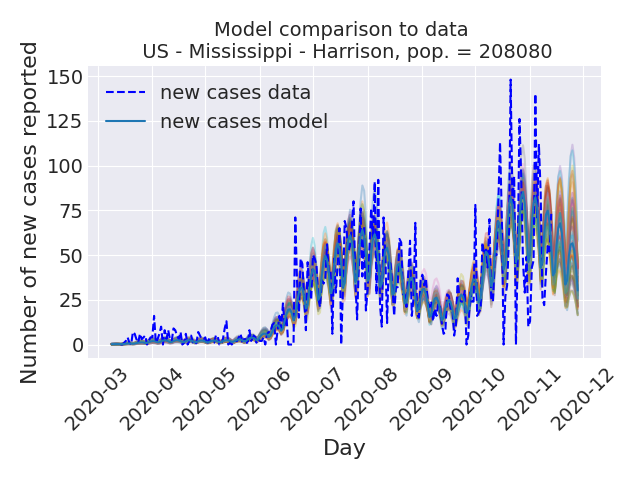 Model comparison to data
US - Mississippi - Harrison, pop. = 208080
Number of new cases reported
150
125
100
75
50
25
0
new cases data
new cases model
2020-03
2020-04
2020-05
2020-06
2020-07
2020-08
2020-09
2020-10
2020-11
2020-12
Day